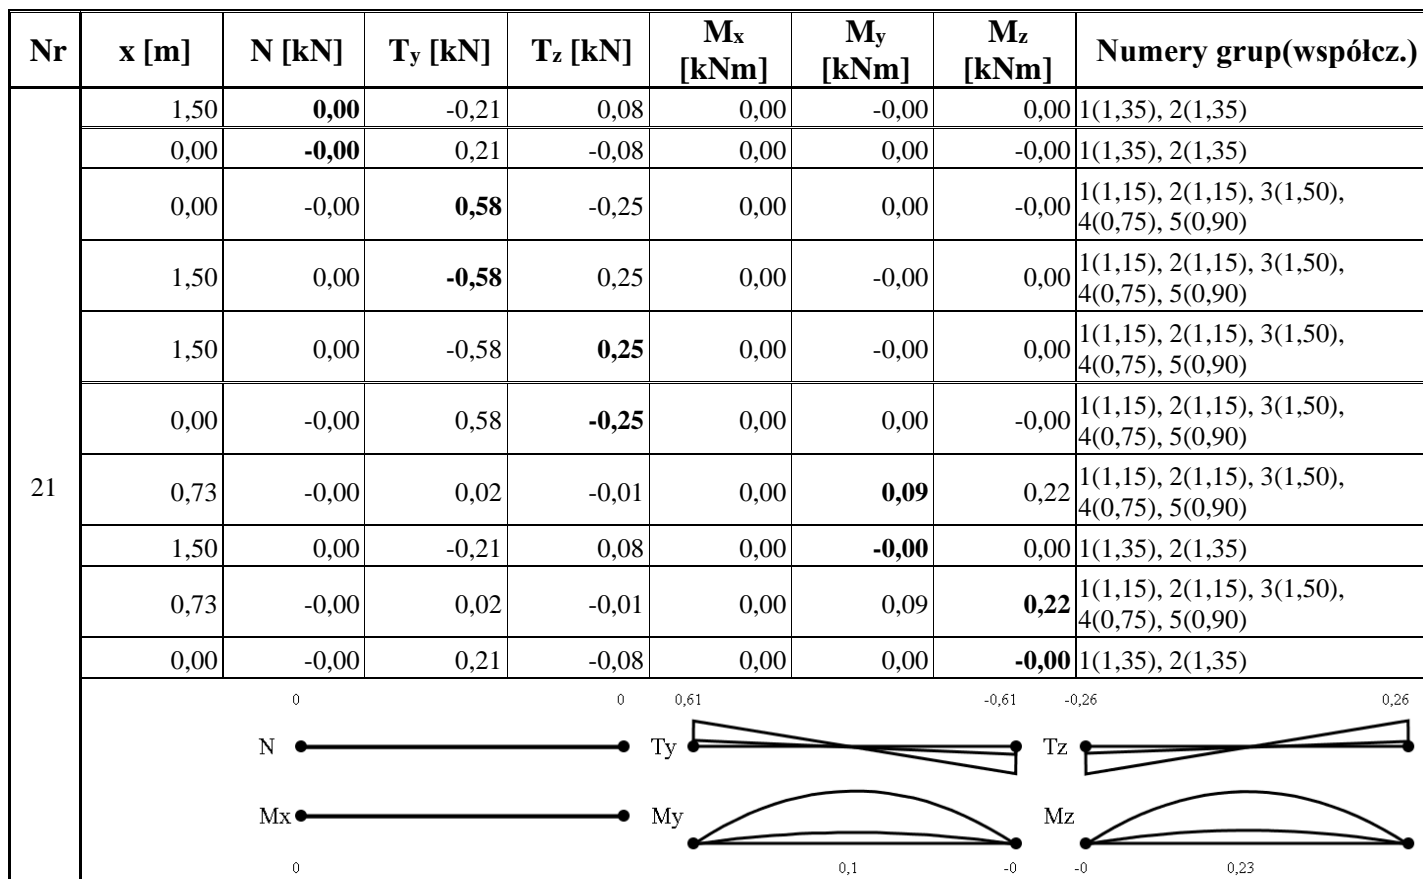 Nr x [m] N [kN] Ty [kN] Tz [kN] Mx [kNm] My [kNm] Mz [kNm] Numery grup(współcz.)
21
1,50 0,00 -0,21 0,08 0,00 -0,00 0,00 1(1,35), 2(1,35)
0,00 -0,00 0,21 -0,08 0,00 0,00 -0,00 1(1,35), 2(1,35)
0,00 -0,00 0,58 -0,25 0,00 0,00 -0,00 1(1,15), 2(1,15), 3(1,50),
4(0,75), 5(0,90)
1,50 0,00 -0,58 0,25 0,00 -0,00 0,00 1(1,15), 2(1,15), 3(1,50),
4(0,75), 5(0,90)
1,50 0,00 -0,58 0,25 0,00 -0,00 0,00 1(1,15), 2(1,15), 3(1,50),
4(0,75), 5(0,90)
0,00 -0,00 0,58 -0,25 0,00 0,00 -0,00 1(1,15), 2(1,15), 3(1,50),
4(0,75), 5(0,90)
0,73 -0,00 0,02 -0,01 0,00 0,09 0,22 1(1,15), 2(1,15), 3(1,50),
4(0,75), 5(0,90)
1,50 0,00 -0,21 0,08 0,00 -0,00 0,00 1(1,35), 2(1,35)
0,73 -0,00 0,02 -0,01 0,00 0,09 0,22 1(1,15), 2(1,15), 3(1,50),
4(0,75), 5(0,90)
0,00 -0,00 0,21 -0,08 0,00 0,00 -0,00 1(1,35), 2(1,35)
0 0 0,61 -0,61 -0,26 0,26
N Ty Tz
Mx My Mz
0 0,1 -0 -0 0,23